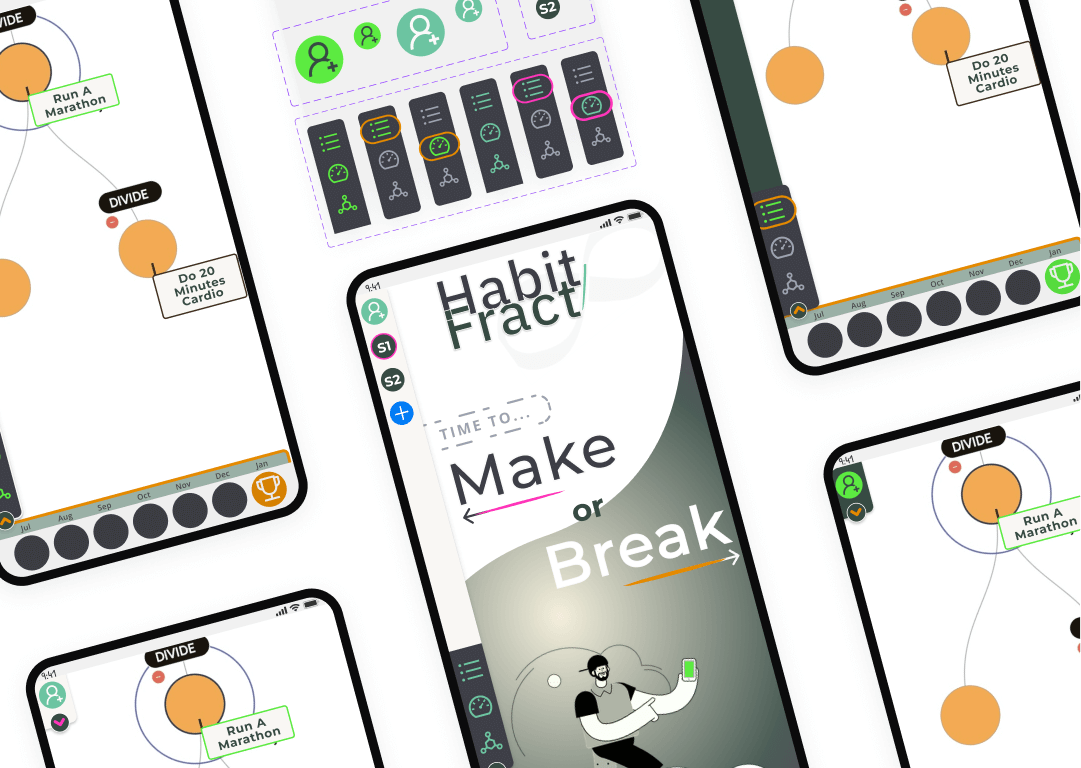 DIVIDE
Run A
Marathon
DIVIDE
Do 20
Minutes
Cardio
Jul
Aug
Sep
Oct
Nov
Dec
Jan
S2
Do 20
Minutes
Cardio
Jul
Aug
Sep
Oct
Nov
Dec
Jan
9:41
Habit
Fract
S1
S2
TIME TO...
Make
or
Break
9:41
DIVIDE
Run A
Marathon
9:41
DIVIDE
Run A
Marathon